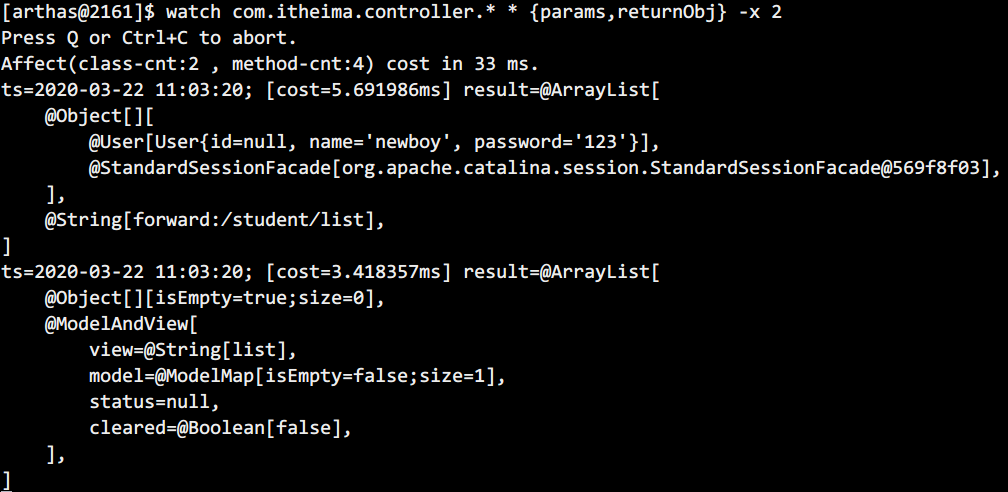 [arthas@2161]$ watch com.itheima.controller.* * {params,returnObj} -x 2
Press Q or Ctrl+C to abort.
Affect(class-cnt:2 , method-cnt:4) cost in 33 ms.
ts=2020-03-22 11:03:20; [cost=5.691986ms] result=@ArrayList[
    @Object[][
        @User[User{id=null, name='newboy', password='123'}],
        @StandardSessionFacade[org.apache.catalina.session.StandardSessionFacade@569f8f03],
    ],
    @String[forward:/student/list],
]
ts=2020-03-22 11:03:20; [cost=3.418357ms] result=@ArrayList[
    @Object[][isEmpty=true;size=0],
    @ModelAndView[
        view=@String[list],
        model=@ModelMap[isEmpty=false;size=1],
        status=null,
        cleared=@Boolean[false],
    ],
]